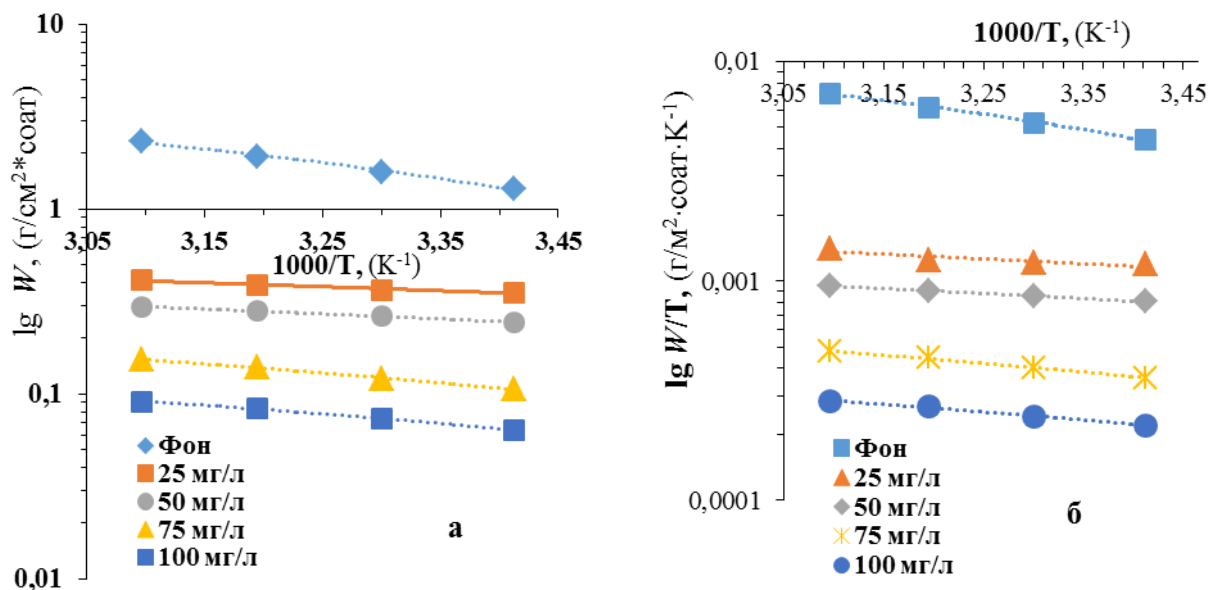 10
1
0,1
0,01
lg W, (г/см²*соат)
3,05 3,15 3,25 3,35 3,45
1000/T, (K⁻¹)
Фон
25 мг/л
50 мг/л
75 мг/л
100 мг/л
а
1000/T, (K⁻¹)
0,01
0,001
0,0001
lg W/T, (г/м²·соат·K⁻¹)
3,05 3,15 3,25 3,35 3,45
Фон
25 мг/л
50 мг/л
75 мг/л
100 мг/л
б